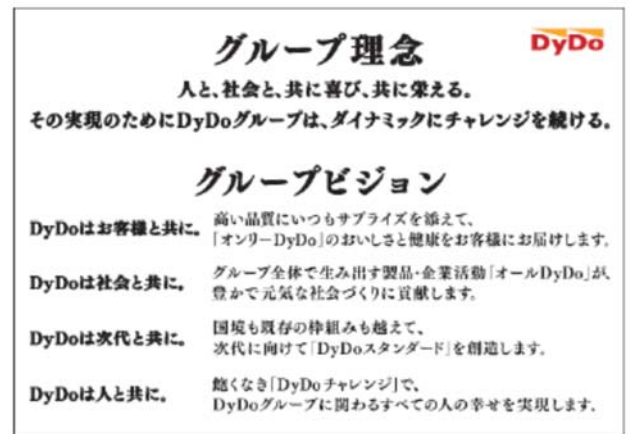 グループ理念
DyDo
人と、社会と、共に喜び、共に栄える。
その実現のためにDyDoグループは、ダイナミックにチャレンジを続ける。
グループビジョン
DyDoはお客様と共に。
高い品質にいつもサプライズを添えて、
「オンリーDyDo」のおいしさと健康をお客様にお届けします。
DyDoは社会と共に。
グループ全体で生み出す製品・企業活動「オールDyDo」が、
豊かで元気な社会づくりに貢献します。
DyDoは次代と共に。
国境も既存の枠組みも越えて、
次代に向けて「DyDoスタンダード」を創造します。
DyDoは人と共に。
飽くなき「DyDoチャレンジ」で、
DyDoグループに関わるすべての人の幸せを実現します。